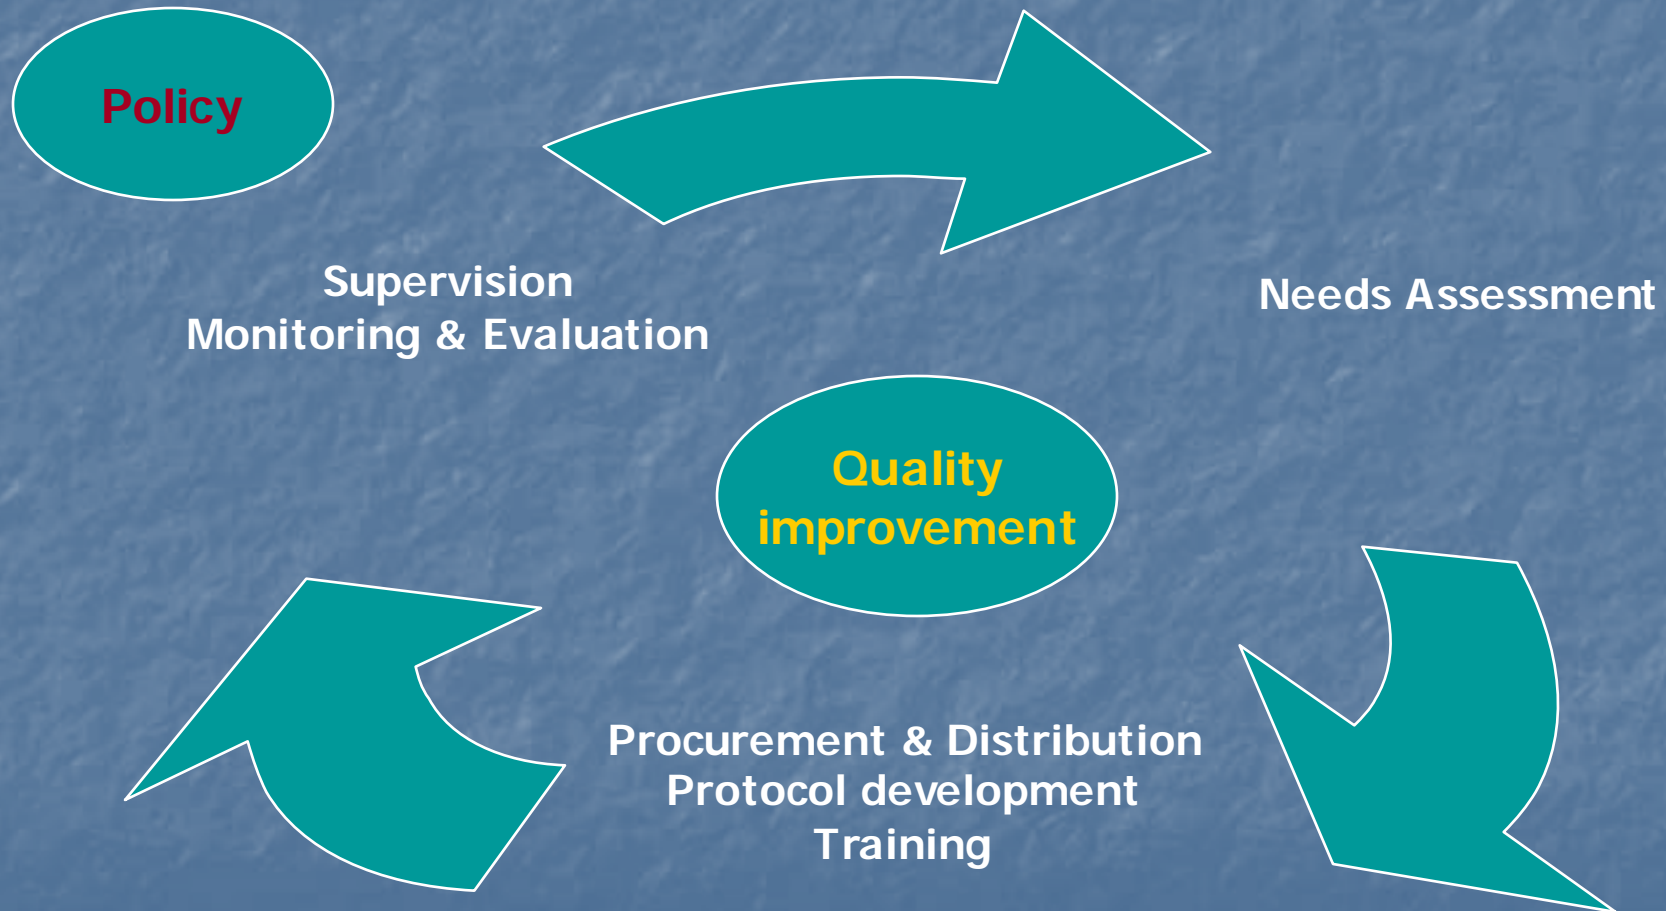 Policy
Supervision
Monitoring & Evaluation
Needs Assessment
Quality
improvement
Procurement & Distribution
Protocol development
Training